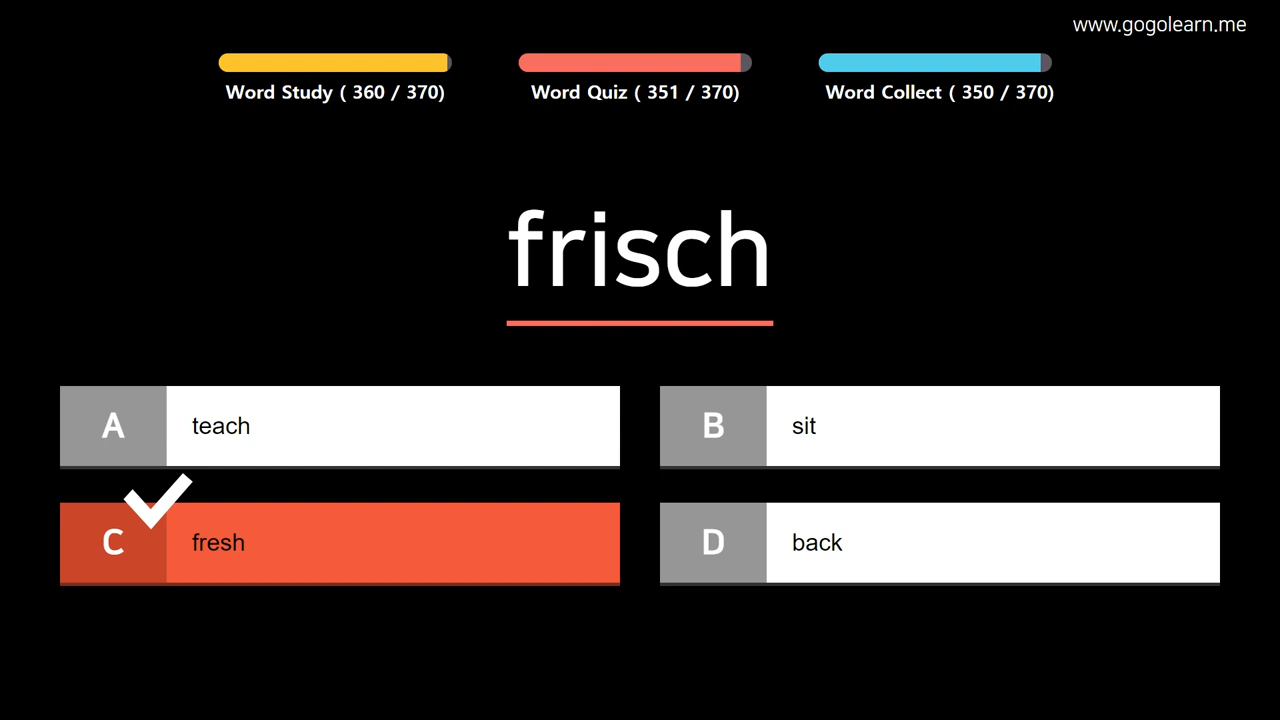 www.gogolearn.me
Word Study ( 360 / 370)
Word Quiz ( 351 / 370)
Word Collect ( 350 / 370)
frisch
A teach
B sit
C fresh
D back